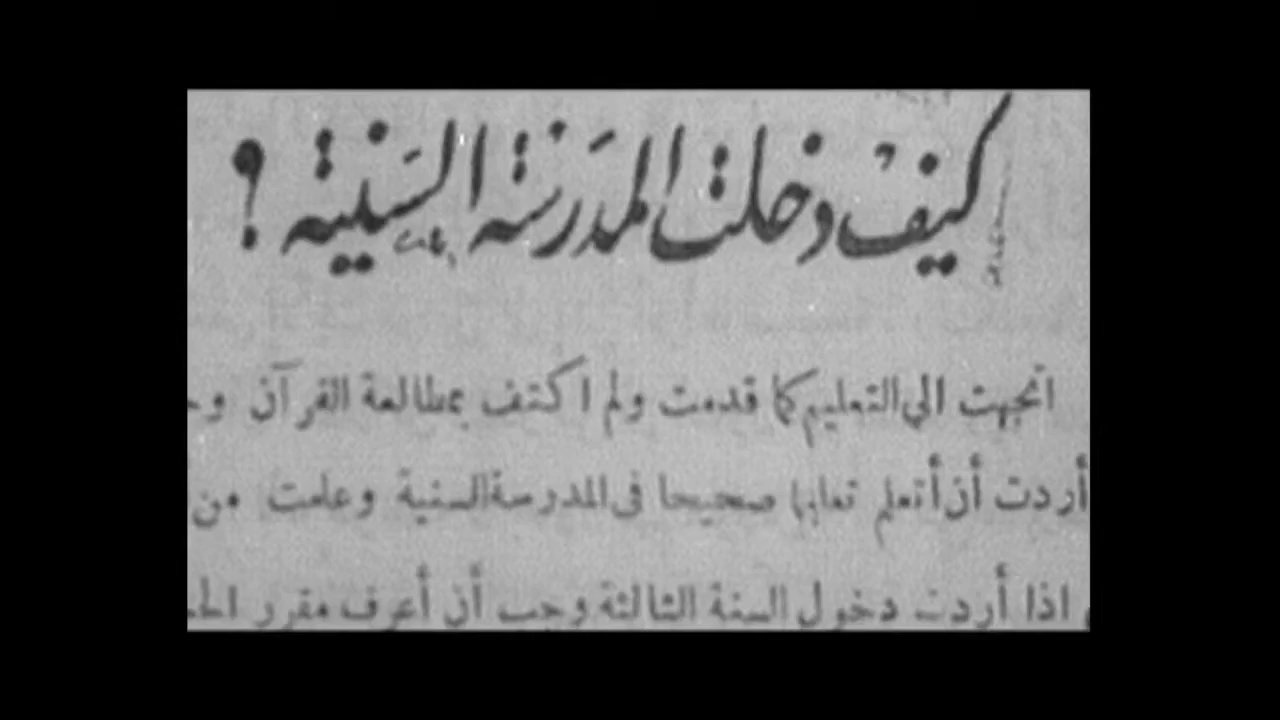 كيف دخلت المدرسة السنية ؟
اتجهت الى التعليم كما قدمت ولم اكتف بمطالعة القرآن
أردت أن أتعلم تعليما صحيحا فى المدرسة السنية وعلمت من
اذا أردت دخول السنة الثالثة وجب أن أعرف مقرر